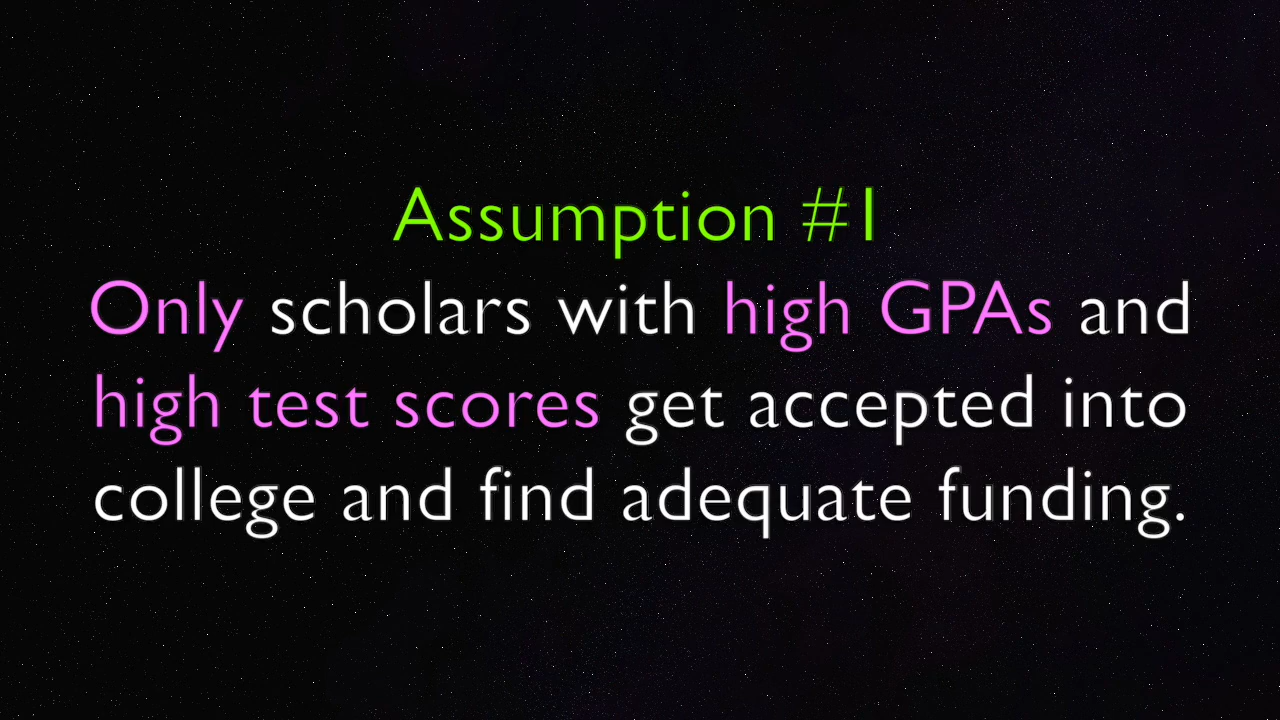 Assumption #1
Only scholars with high GPAs and
high test scores get accepted into
college and find adequate funding.